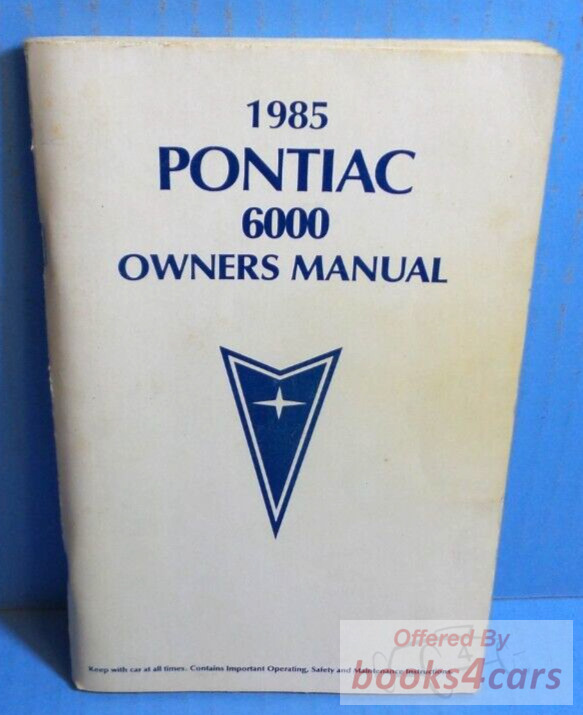 1985
PONTIAC
6000
OWNERS MANUAL
Keep with car at all times. Contains Important Operating, Safety and Maintenance Instructions.
Offered By
books4cars